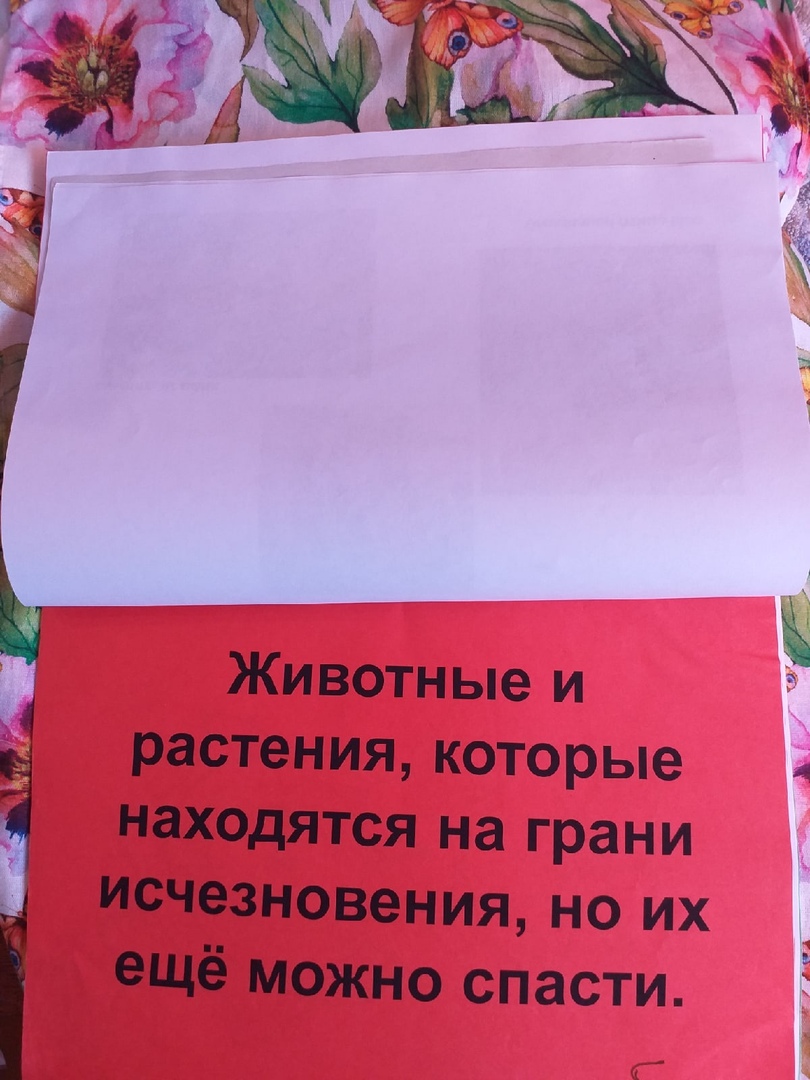 Животные и
растения, которые
находятся на грани
исчезновения, но их
ещё можно спасти.